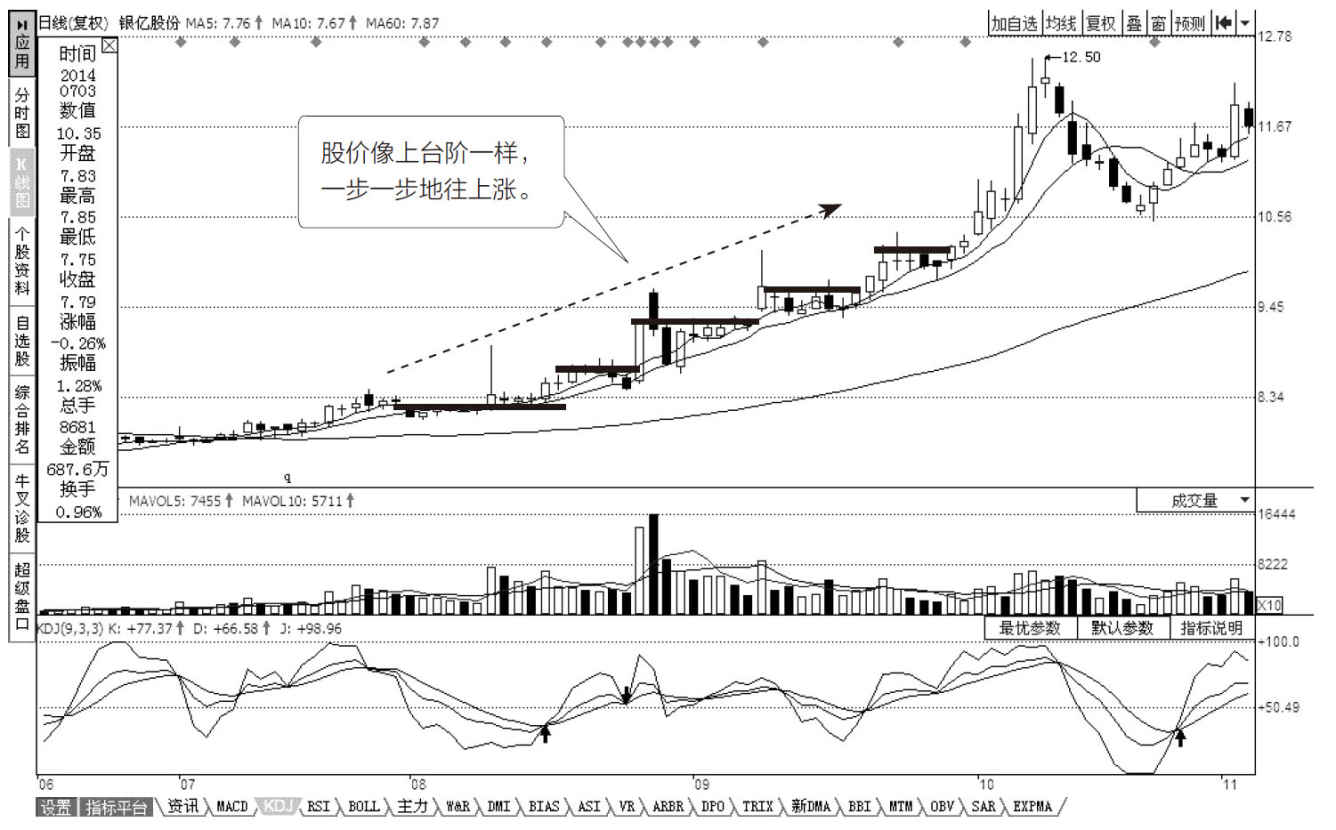 日线(复权) 银亿股份 MA5: 7.76↑ MA10: 7.67↑ MA60: 7.87
加自选 均线 复权 叠 窗 预测
应用
分时图
K线图
个股资料
自选股
综合排名
牛叉诊股
超级盘口
时间
2014
0703
数值
10.35
开盘
7.83
最高
7.85
最低
7.75
收盘
7.79
涨幅
-0.26%
振幅
1.28%
总手
8681
金额
687.6万
换手
0.96%
股价像上台阶一样，
一步一步地往上涨。
←12.50
12.78
11.67
10.56
9.45
8.34
q
MAVOL5: 7455↑ MAVOL10: 5711↑
成交量
16444
8222
X10
KDJ(9,3,3) K: +77.37↑ D: +66.58↑ J: +98.96
最优参数 默认参数 指标说明
+100.0
+50.49
06 07 08 09 10 11
设置 指标平台 资讯 MACD KDJ RSI BOLL 主力 W&R DMI BIAS ASI VR ARBR DPO TRIX 新DMA BBI MTM OBV SAR EXPMA